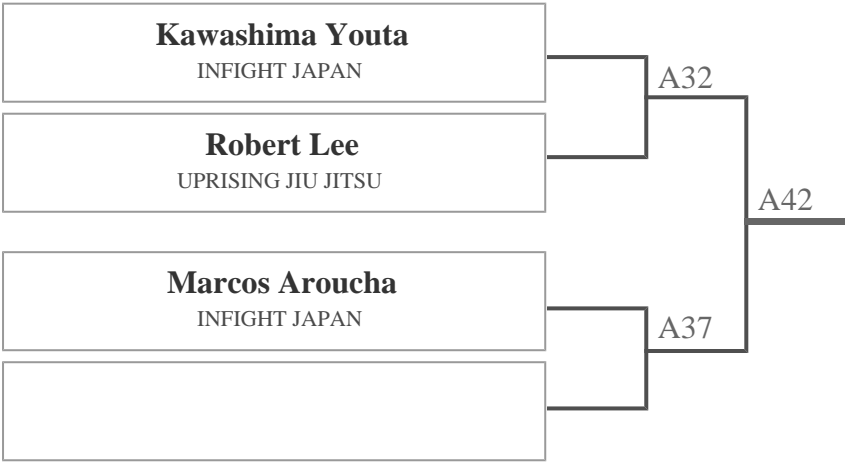 Kawashima Youta
INFIGHT JAPAN
A32
Robert Lee
UPRISING JIU JITSU
A42
Marcos Aroucha
INFIGHT JAPAN
A37